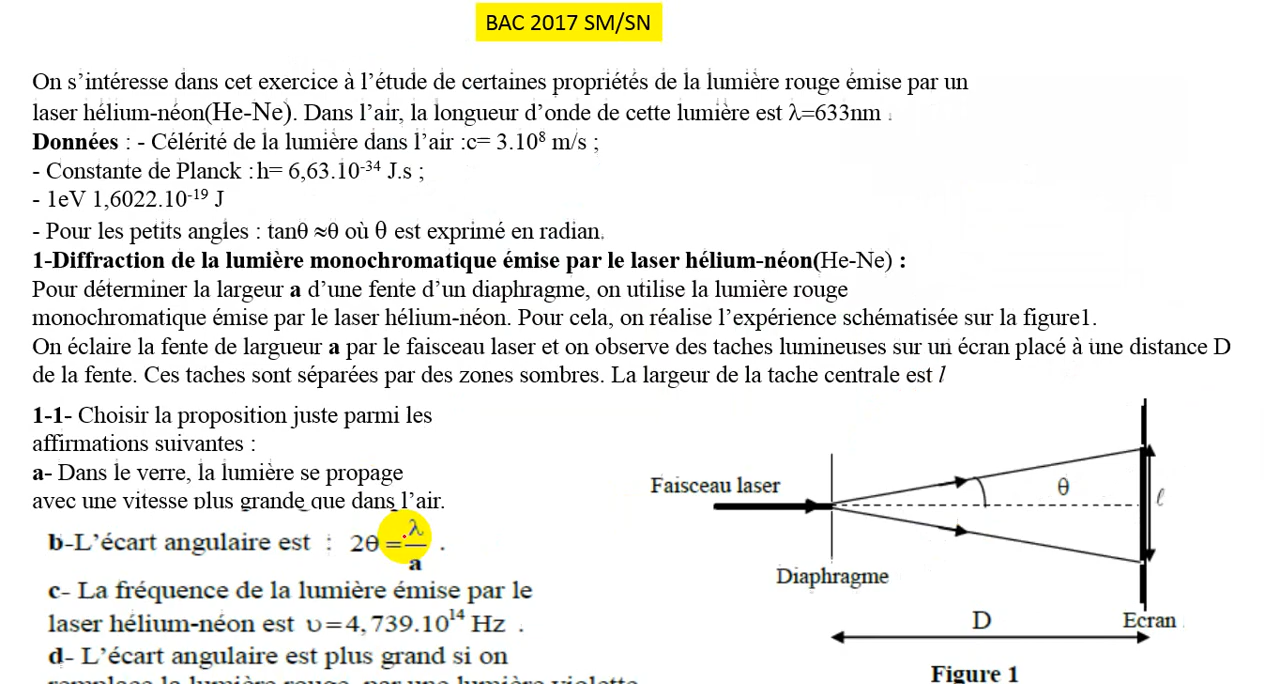 BAC 2017 SM/SN
On s’intéresse dans cet exercice à l’étude de certaines propriétés de la lumière rouge émise par un
laser hélium-néon(He-Ne). Dans l’air, la longueur d’onde de cette lumière est λ=633nm .
Données : - Célérité de la lumière dans l’air :c= 3.10⁸ m/s ;
- Constante de Planck : h= 6,63.10⁻³⁴ J.s ;
- 1eV 1,6022.10⁻¹⁹ J
- Pour les petits angles : tanθ ≈θ où θ est exprimé en radian.
1-Diffraction de la lumière monochromatique émise par le laser hélium-néon(He-Ne) :
Pour déterminer la largeur a d’une fente d’un diaphragme, on utilise la lumière rouge
monochromatique émise par le laser hélium-néon. Pour cela, on réalise l’expérience schématisée sur la figure1.
On éclaire la fente de largueur a par le faisceau laser et on observe des taches lumineuses sur un écran placé à une distance D
de la fente. Ces taches sont séparées par des zones sombres. La largeur de la tache centrale est l
1-1- Choisir la proposition juste parmi les
affirmations suivantes :
a- Dans le verre, la lumière se propage
avec une vitesse plus grande que dans l’air.
b-L’écart angulaire est : 2θ = λ/a .
c- La fréquence de la lumière émise par le
laser hélium-néon est υ=4,739.10¹⁴ Hz .
d- L’écart angulaire est plus grand si on
remplace la lumière rouge, par une lumière violette
Faisceau laser
θ
ℓ
Diaphragme
D
Ecran
Figure 1